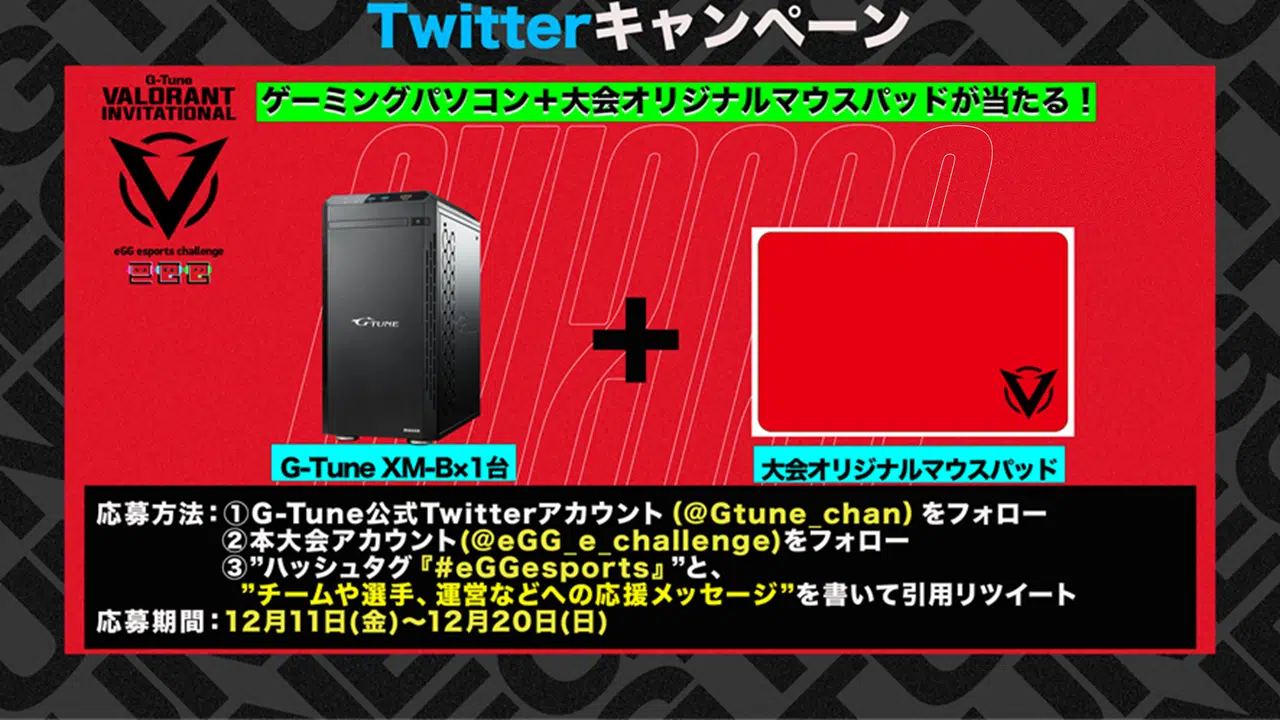 Twitterキャンペーン
G-Tune
VALORANT
INVITATIONAL
ゲーミングパソコン＋大会オリジナルマウスパッドが当たる！
eGG esports challenge
eGG
G-TUNE
+
G-Tune XM-B×1台
大会オリジナルマウスパッド
応募方法：①G-Tune公式Twitterアカウント（@Gtune_chan）をフォロー
②本大会アカウント(@eGG_e_challenge)をフォロー
③”ハッシュタグ『#eGGesports』”と、
”チームや選手、運営などへの応援メッセージ”を書いて引用リツイート
応募期間：12月11日(金)～12月20日(日)